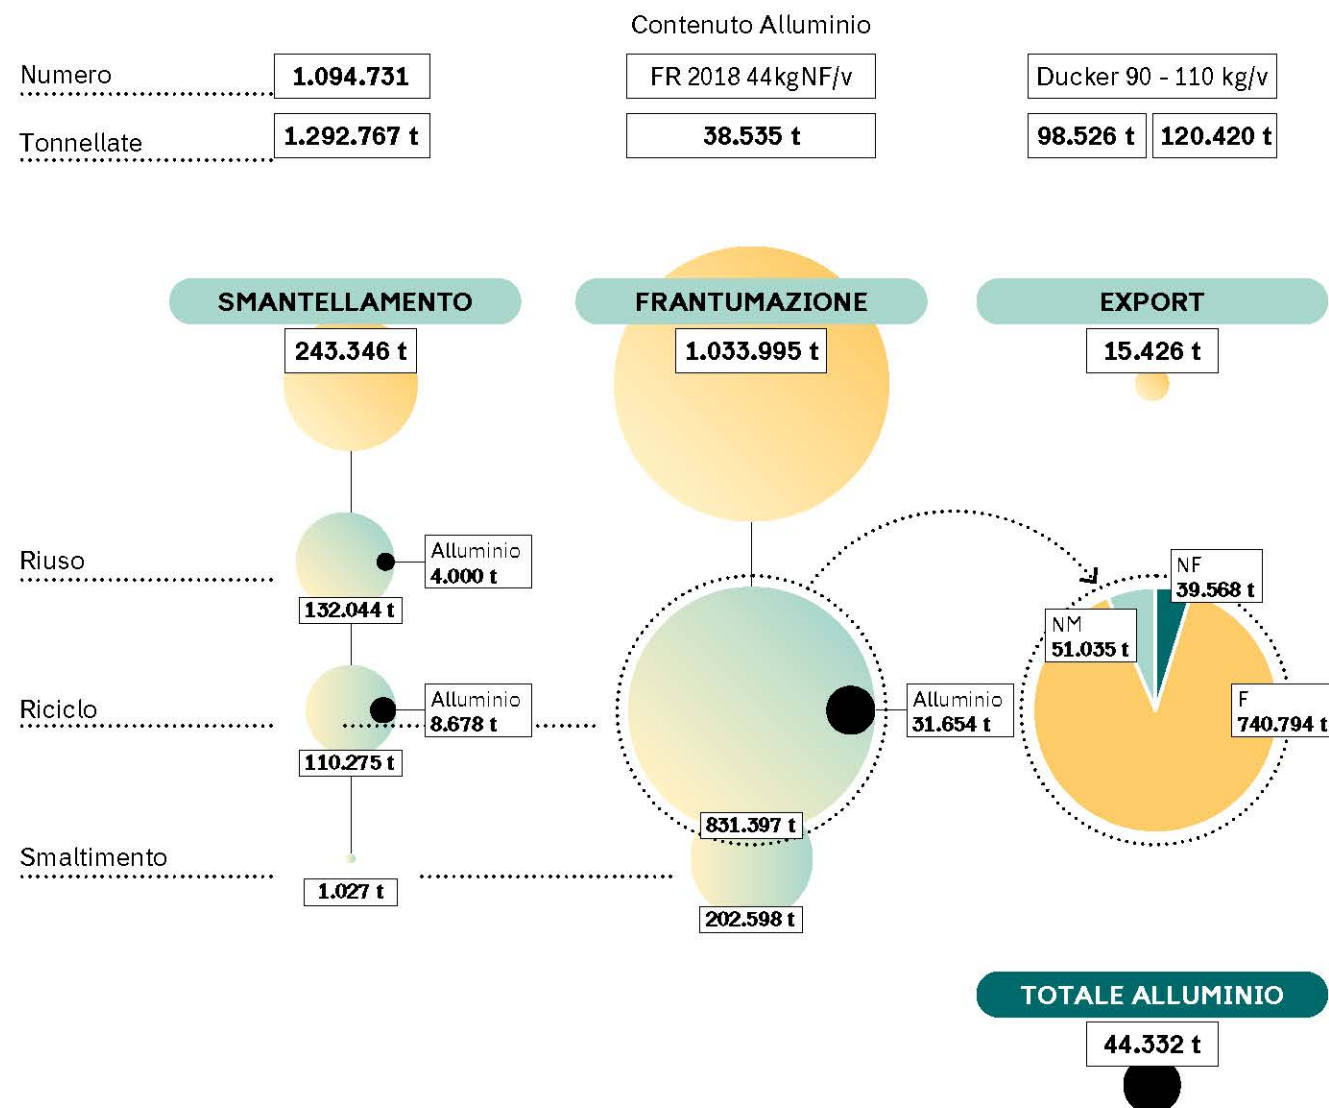 Contenuto Alluminio
Numero
1.094.731
FR 2018 44kgNF/v
Ducker 90 - 110 kg/v
Tonnellate
1.292.767 t
38.535 t
98.526 t
120.420 t
SMANTELLAMENTO
FRANTUMAZIONE
EXPORT
243.346 t
1.033.995 t
15.426 t
Riuso
Alluminio
4.000 t
132.044 t
NF
39.568 t
NM
51.035 t
Riciclo
Alluminio
8.678 t
110.275 t
Alluminio
31.654 t
F
740.794 t
831.397 t
Smaltimento
1.027 t
202.598 t
TOTALE ALLUMINIO
44.332 t